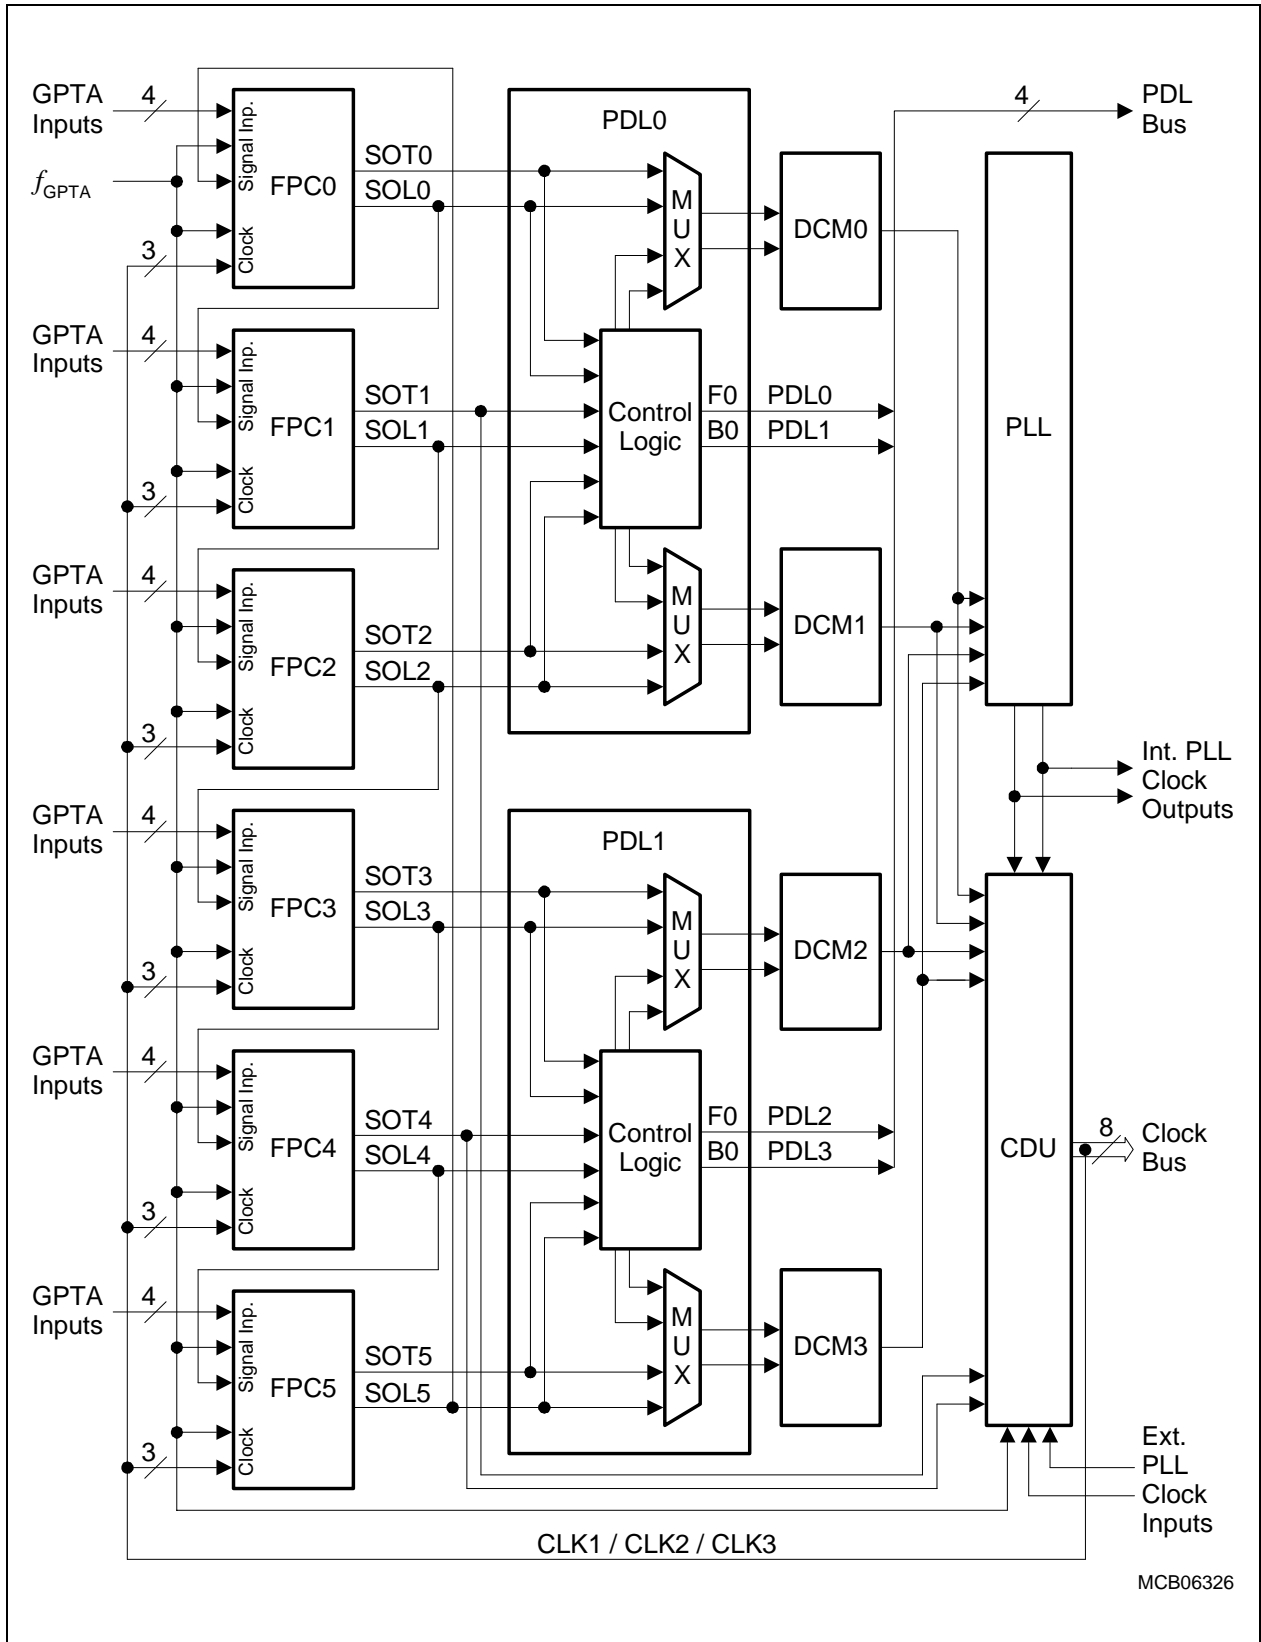 GPTA
Inputs
4
fGPTA
3
Signal Inp.
Clock
FPC0
SOT0
SOL0
GPTA
Inputs
4
3
Signal Inp.
Clock
FPC1
SOT1
SOL1
GPTA
Inputs
4
3
Signal Inp.
Clock
FPC2
SOT2
SOL2
GPTA
Inputs
4
3
Signal Inp.
Clock
FPC3
SOT3
SOL3
GPTA
Inputs
4
3
Signal Inp.
Clock
FPC4
SOT4
SOL4
GPTA
Inputs
4
3
Signal Inp.
Clock
FPC5
SOT5
SOL5
PDL0
MUX
Control
Logic
F0
B0
PDL0
PDL1
MUX
PDL1
MUX
Control
Logic
F0
B0
PDL2
PDL3
MUX
DCM0
DCM1
DCM2
DCM3
4
PDL
Bus
PLL
Int. PLL
Clock
Outputs
CDU
8
Clock
Bus
Ext.
PLL
Clock
Inputs
CLK1 / CLK2 / CLK3
MCB06326